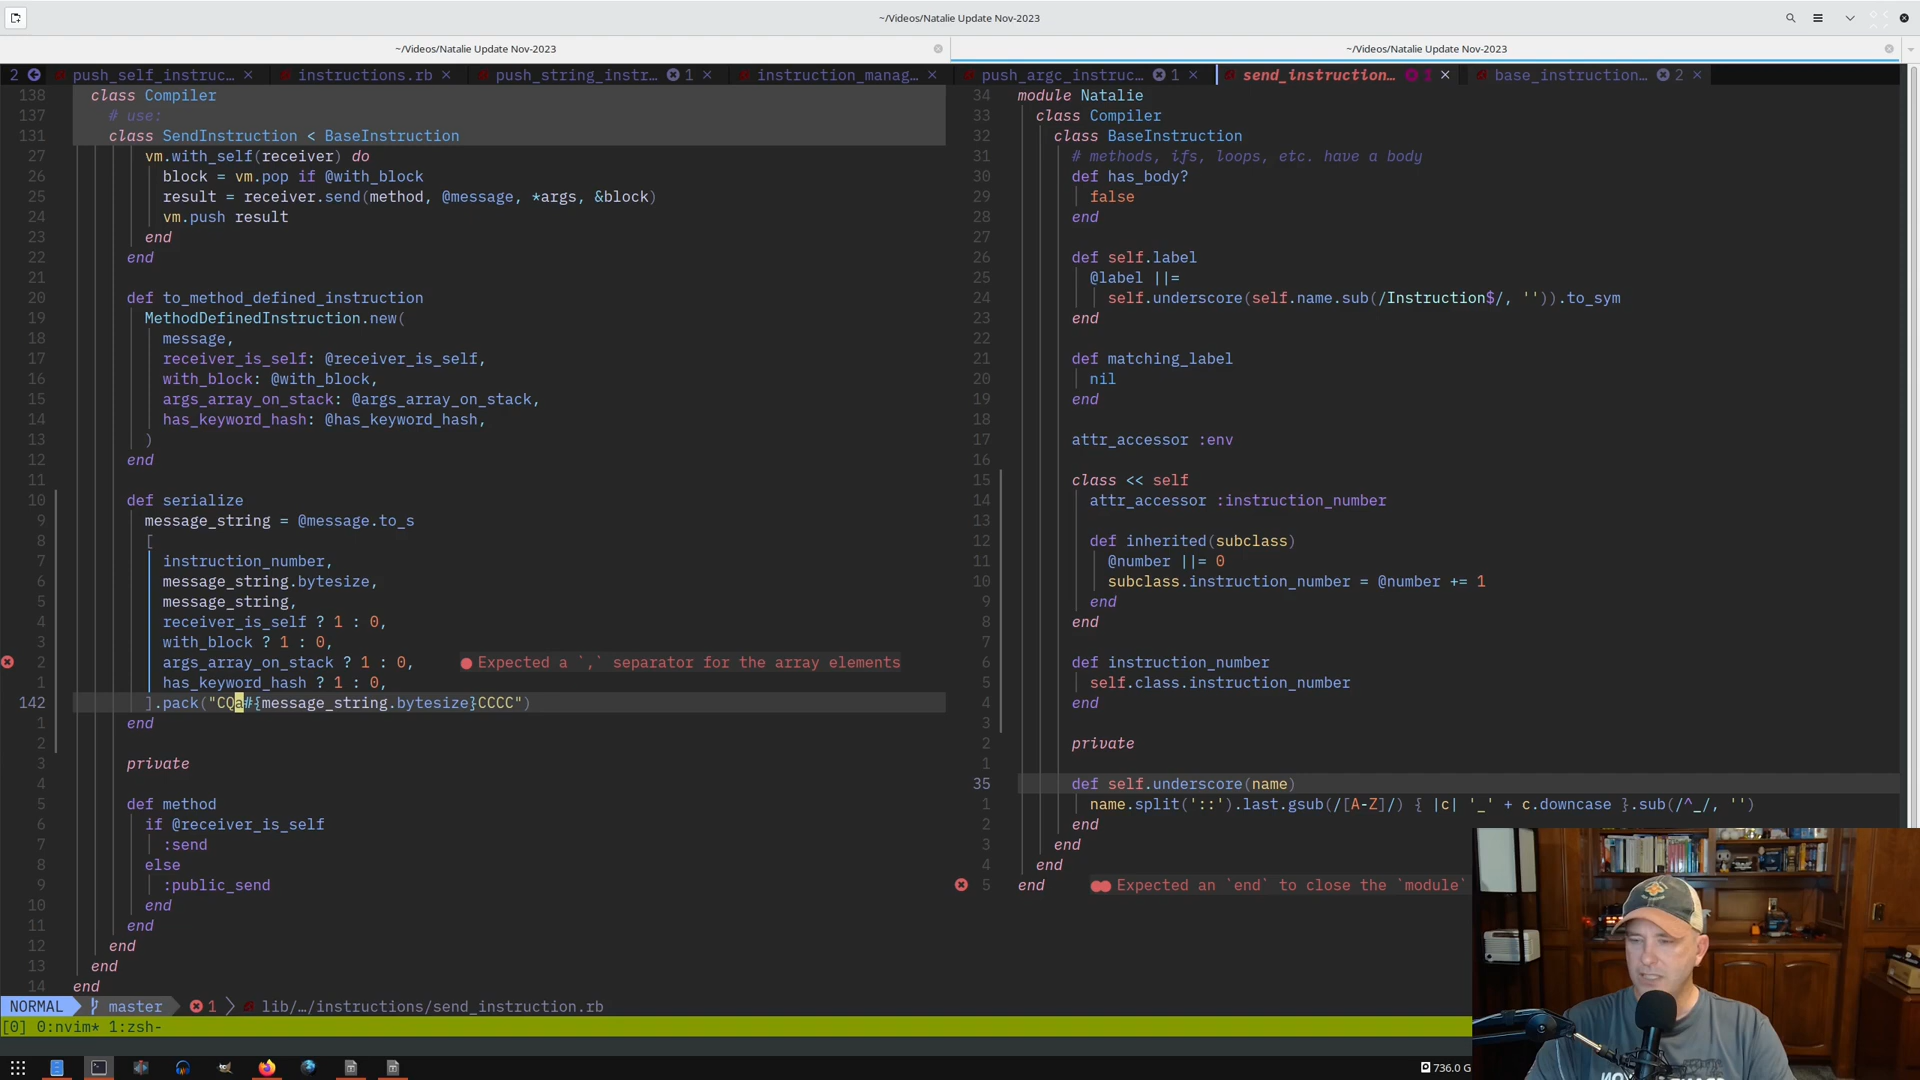 ~/Videos/Natalie Update Nov-2023
~/Videos/Natalie Update Nov-2023
~/Videos/Natalie Update Nov-2023
2 push_self_instruc… instructions.rb push_string_instr… 1 instruction_manag…
138 class Compiler
137 # use:
131 class SendInstruction < BaseInstruction
27 vm.with_self(receiver) do
26 block = vm.pop if @with_block
25 result = receiver.send(method, @message, *args, &block)
24 vm.push result
23 end
22 end
21
20 def to_method_defined_instruction
19 MethodDefinedInstruction.new(
18 message,
17 receiver_is_self: @receiver_is_self,
16 with_block: @with_block,
15 args_array_on_stack: @args_array_on_stack,
14 has_keyword_hash: @has_keyword_hash,
13 )
12 end
11
10 def serialize
9 message_string = @message.to_s
8 [
7 instruction_number,
6 message_string.bytesize,
5 message_string,
4 receiver_is_self ? 1 : 0,
3 with_block ? 1 : 0,
2 args_array_on_stack ? 1 : 0, Expected a `,` separator for the array elements
1 has_keyword_hash ? 1 : 0,
142 ].pack("CQa#{message_string.bytesize}CCCC")
1 end
2
3 private
4
5 def method
6 if @receiver_is_self
7 :send
8 else
9 :public_send
10 end
11 end
12 end
13 end
14 end
NORMAL master 1 lib/…/instructions/send_instruction.rb
[0] 0:nvim* 1:zsh-
push_argc_instruc… 1 send_instruction… 1 base_instruction… 2
34 module Natalie
33 class Compiler
32 class BaseInstruction
31 # methods, ifs, loops, etc. have a body
30 def has_body?
29 false
28 end
27
26 def self.label
25 @label ||=
24 self.underscore(self.name.sub(/Instruction$/, '')).to_sym
23 end
22
21 def matching_label
20 nil
19 end
18
17 attr_accessor :env
16
15 class << self
14 attr_accessor :instruction_number
13
12 def inherited(subclass)
11 @number ||= 0
10 subclass.instruction_number = @number += 1
9 end
8 end
7
6 def instruction_number
5 self.class.instruction_number
4 end
3
2 private
1
35 def self.underscore(name)
1 name.split('::').last.gsub(/[A-Z]/) { |c| '_' + c.downcase }.sub(/^_/, '')
2 end
3 end
4 end
5 end Expected an `end` to close the `module`
736.0 G